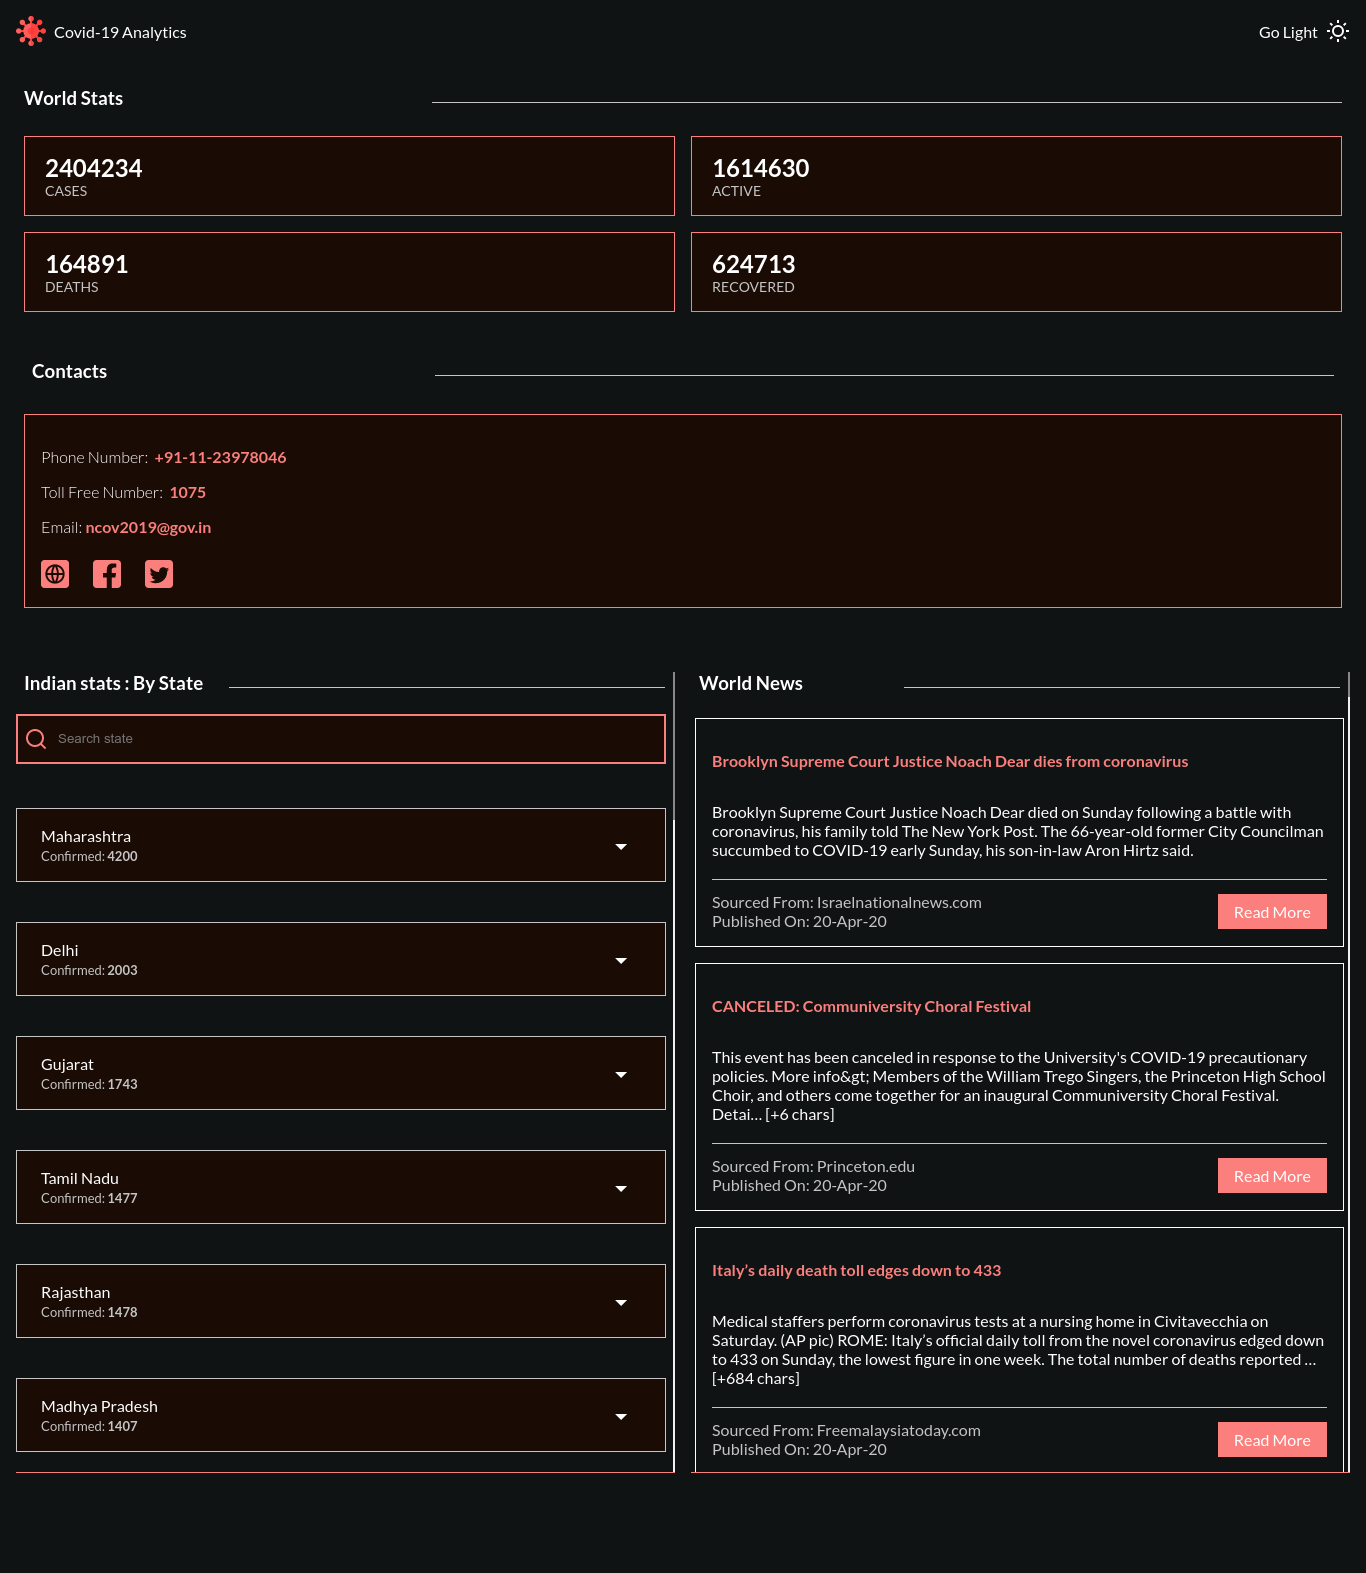 Covid-19 Analytics
Go Light
World Stats
2404234
CASES
1614630
ACTIVE
164891
DEATHS
624713
RECOVERED
Contacts
Phone Number: +91-11-23978046
Toll Free Number: 1075
Email: ncov2019@gov.in
Indian stats : By State
Search state
Maharashtra
Confirmed: 4200
Delhi
Confirmed: 2003
Gujarat
Confirmed: 1743
Tamil Nadu
Confirmed: 1477
Rajasthan
Confirmed: 1478
Madhya Pradesh
Confirmed: 1407
World News
Brooklyn Supreme Court Justice Noach Dear dies from coronavirus
Brooklyn Supreme Court Justice Noach Dear died on Sunday following a battle with
coronavirus, his family told The New York Post. The 66-year-old former City Councilman
succumbed to COVID-19 early Sunday, his son-in-law Aron Hirtz said.
Sourced From: Israelnationalnews.com
Published On: 20-Apr-20
Read More
CANCELED: Communiversity Choral Festival
This event has been canceled in response to the University's COVID-19 precautionary
policies. More info&gt; Members of the William Trego Singers, the Princeton High School
Choir, and others come together for an inaugural Communiversity Choral Festival.
Detai… [+6 chars]
Sourced From: Princeton.edu
Published On: 20-Apr-20
Read More
Italy's daily death toll edges down to 433
Medical staffers perform coronavirus tests at a nursing home in Civitavecchia on
Saturday. (AP pic) ROME: Italy’s official daily toll from the novel coronavirus edged down
to 433 on Sunday, the lowest figure in one week. The total number of deaths reported …
[+684 chars]
Sourced From: Freemalaysiatoday.com
Published On: 20-Apr-20
Read More